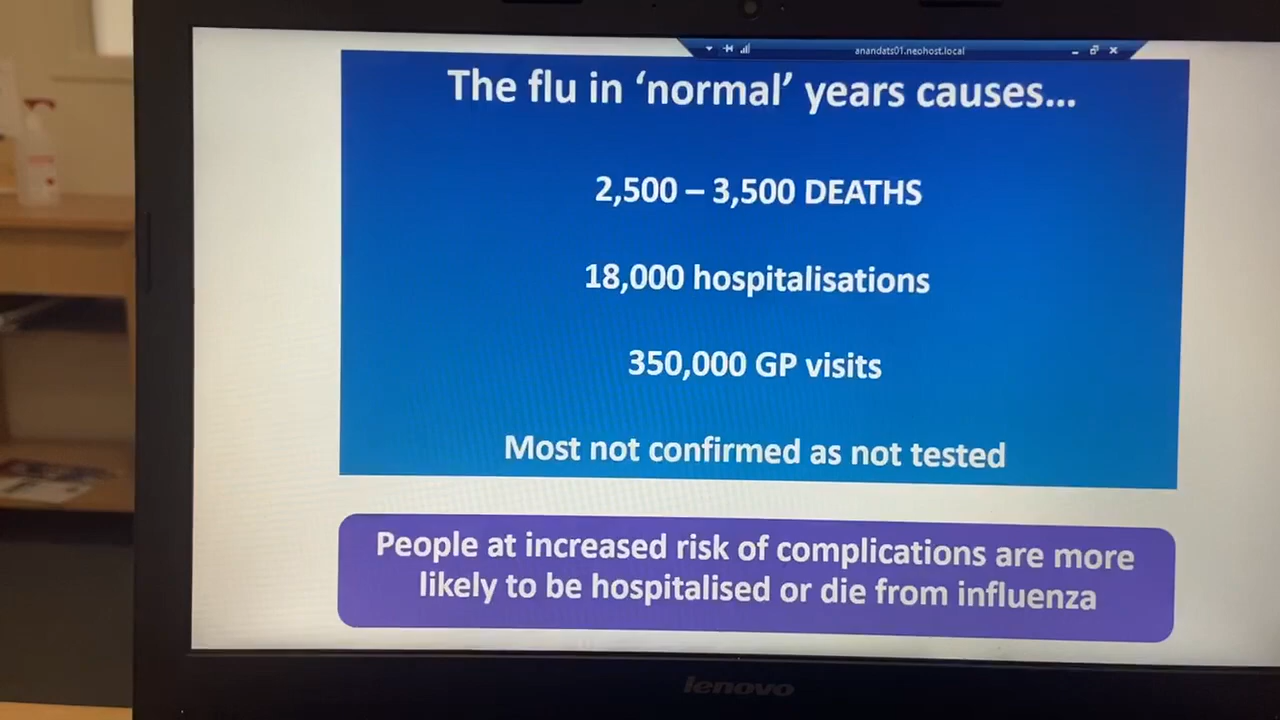 anandats01.neohost.local
The flu in ‘normal’ years causes...
2,500 – 3,500 DEATHS
18,000 hospitalisations
350,000 GP visits
Most not confirmed as not tested
People at increased risk of complications are more
likely to be hospitalised or die from influenza
lenovo